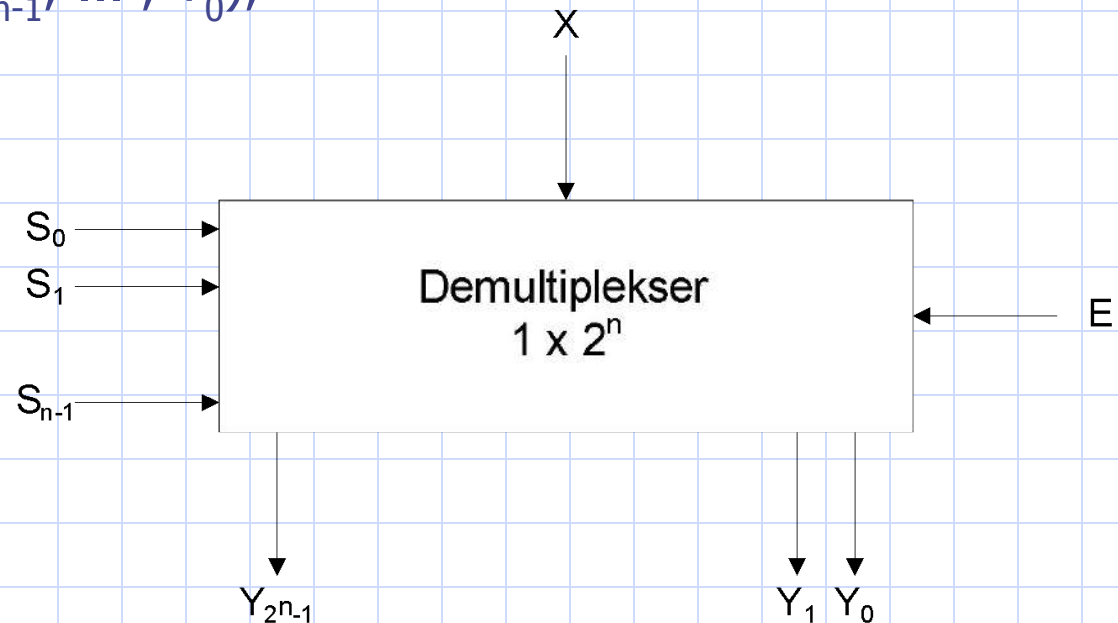 X
S₀
S₁
Demultiplekser
1 x 2ⁿ
E
Sₙ₋₁
Y₂ₙ₋₁ Y₁ Y₀